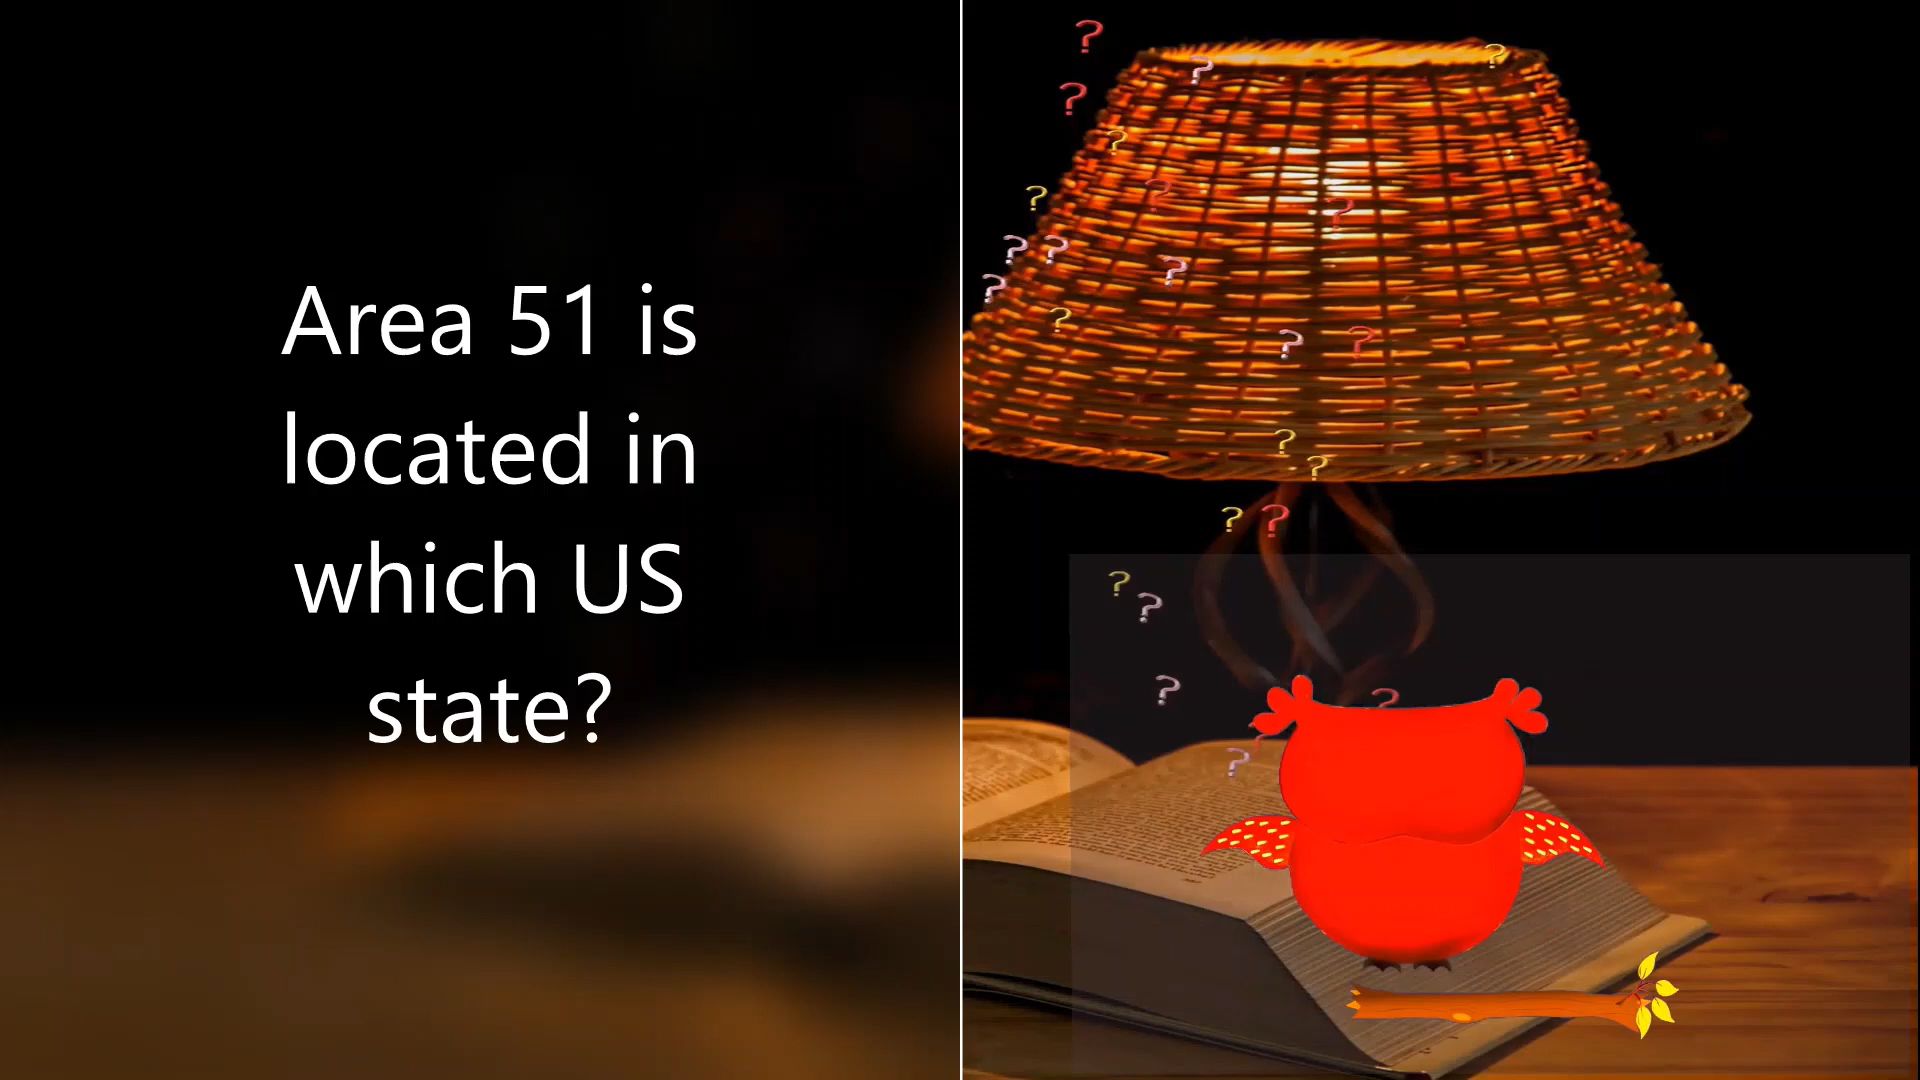 Area 51 is
located in
which US
state?